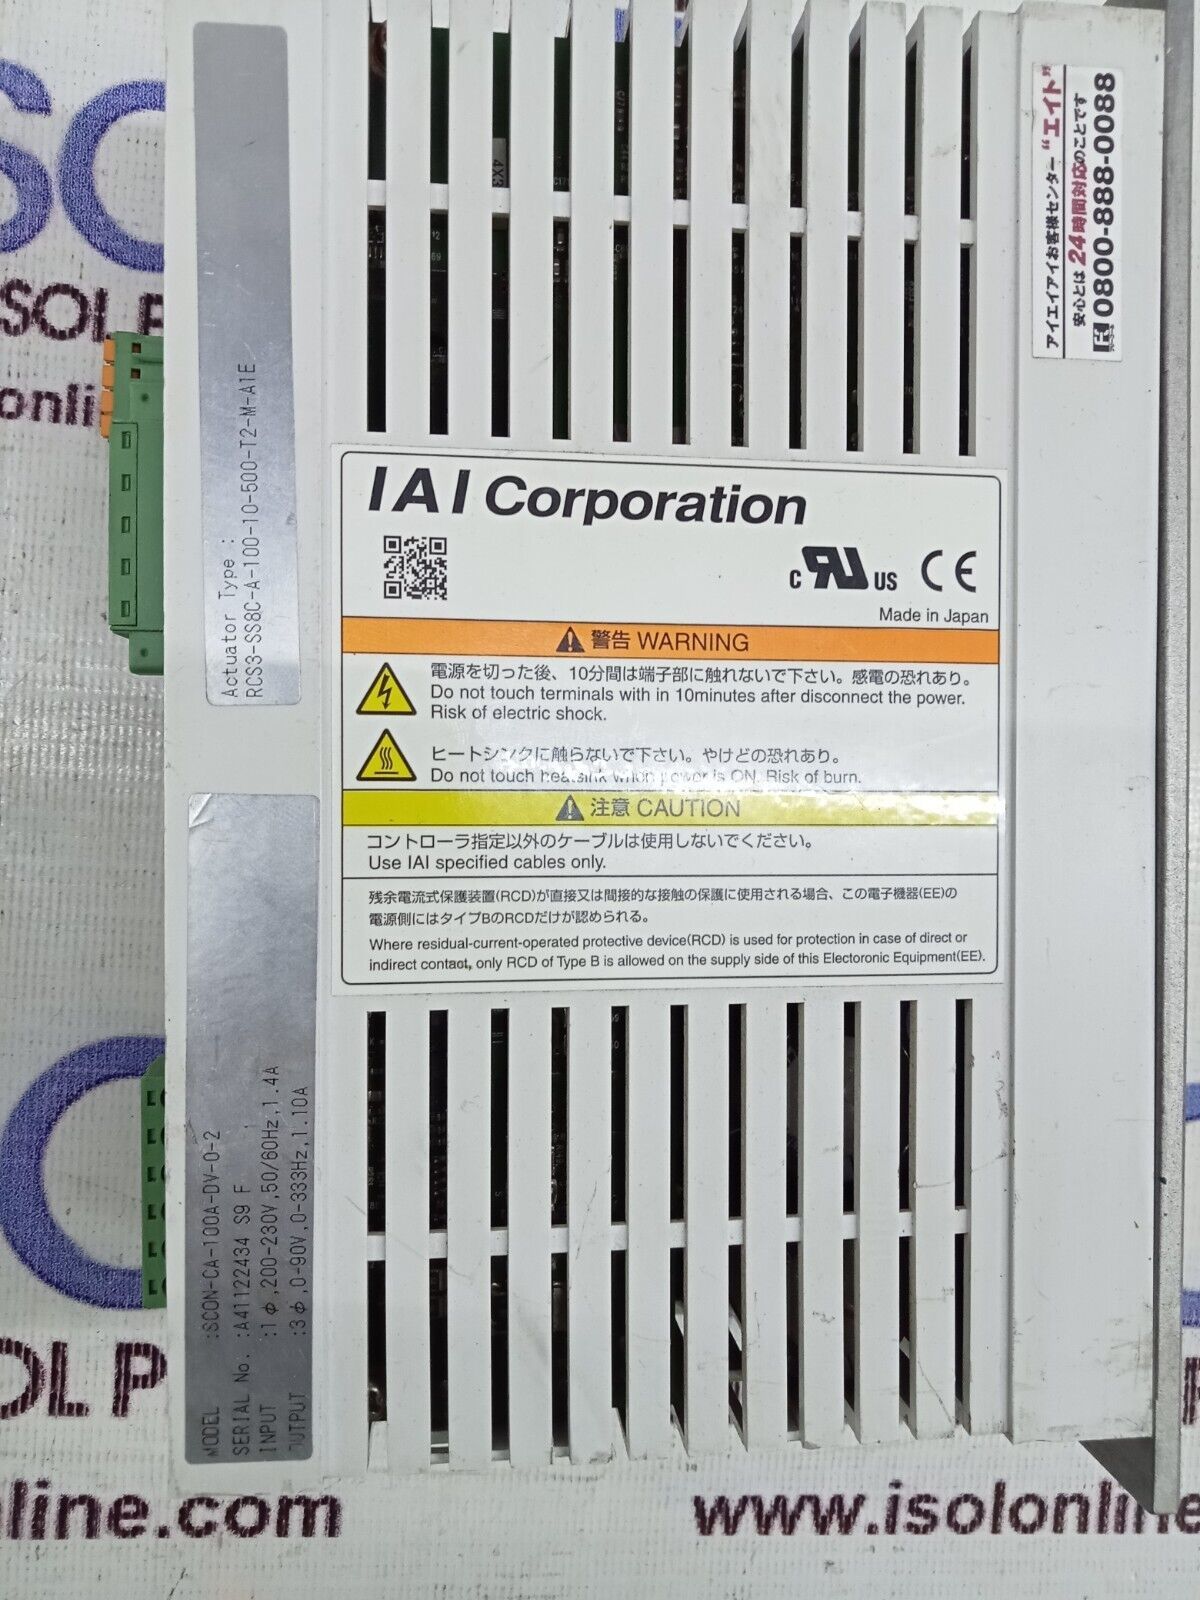 IAI Corporation
c RU US CE
Made in Japan
警告 WARNING
電源を切った後、10分間は端子部に触れないで下さい。感電の恐れあり。
Do not touch terminals with in 10minutes after disconnect the power.
Risk of electric shock.
ヒートシンクに触らないで下さい。やけどの恐れあり。
Do not touch heatsink when power is ON. Risk of burn.
注意 CAUTION
コントローラ指定以外のケーブルは使用しないでください。
Use IAI specified cables only.
残余電流式保護装置(RCD)が直接又は間接的な接触の保護に使用される場合、この電子機器(EE)の
電源側にはタイプBのRCDだけが認められる。
Where residual-current-operated protective device(RCD) is used for protection in case of direct or
indirect contact, only RCD of Type B is allowed on the supply side of this Electoronic Equipment(EE).
Actuator Type :
RCS3-SS8C-A-100-10-500-T2-M-A1E
MODEL :SCON-CA-100A-DV-0-2
SERIAL No. :A41122434 S9 F
INPUT :1φ,200-230V,50/60Hz,1.4A
OUTPUT :3φ,0-90V,0-333Hz,1.10A
アイエイアイお客様センター “エイト”
安心とは 24時間対応のことです
0800-888-0088
4X3
SOL P
onli
OL P
line.com
www.isolonline